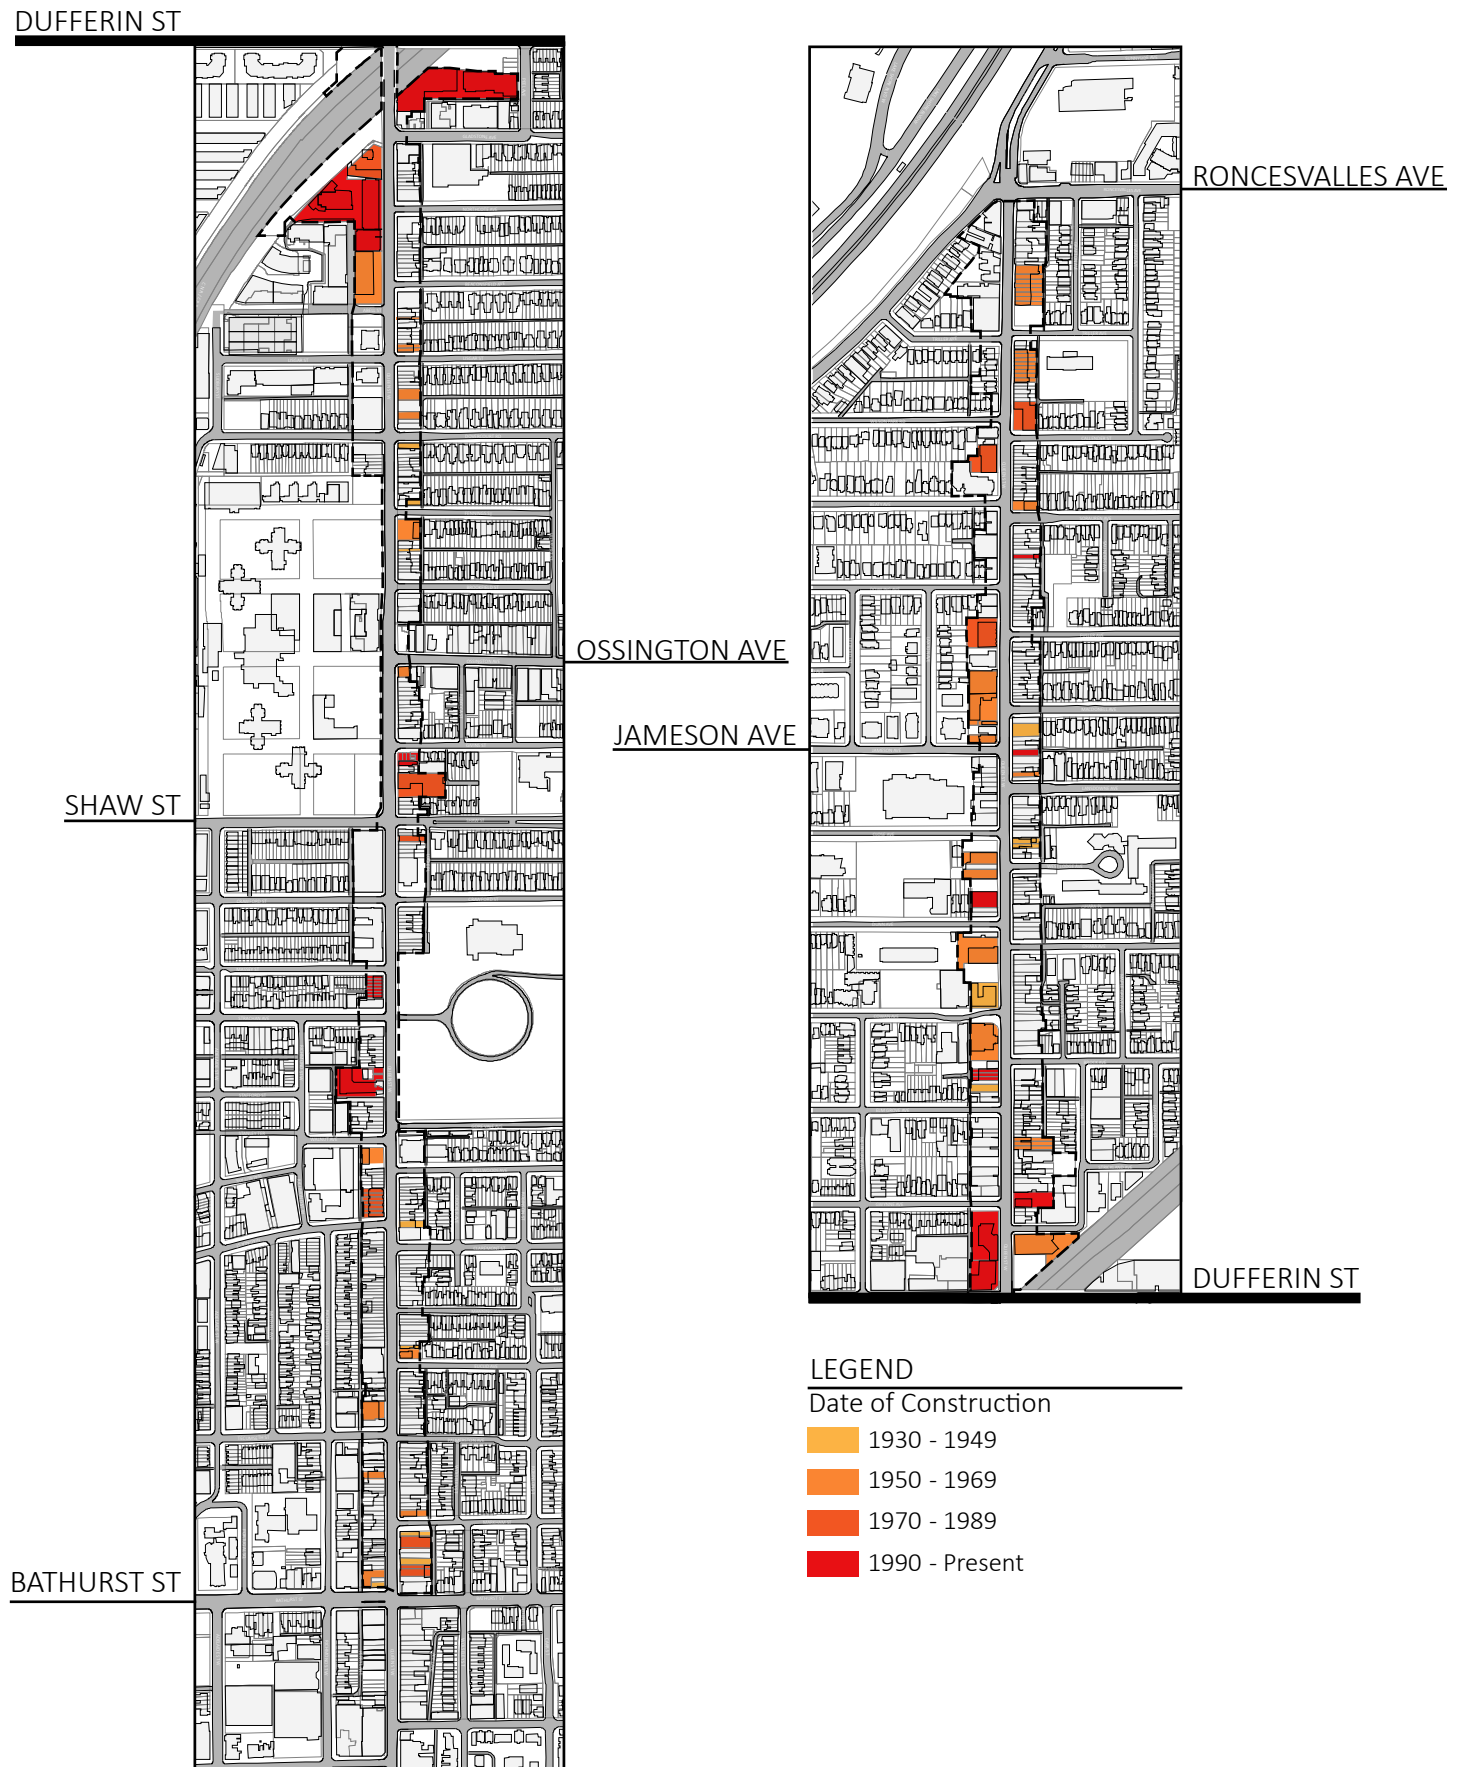 DUFFERIN ST
RONCESVALLES AVE
OSSINGTON AVE
JAMESON AVE
SHAW ST
DUFFERIN ST
LEGEND
Date of Construction
1930 - 1949
1950 - 1969
1970 - 1989
1990 - Present
BATHURST ST